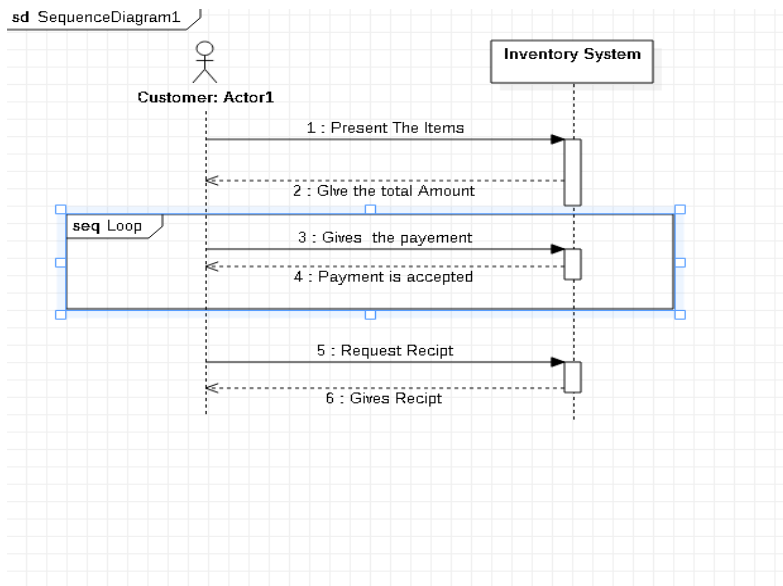 sd SequenceDiagram1
Inventory System
Customer: Actor1
1 : Present The Items
2 : GIve the total Amount
seq Loop
3 : Gives the payement
4 : Payment is accepted
5 : Request Recipt
6 : Gives Recipt